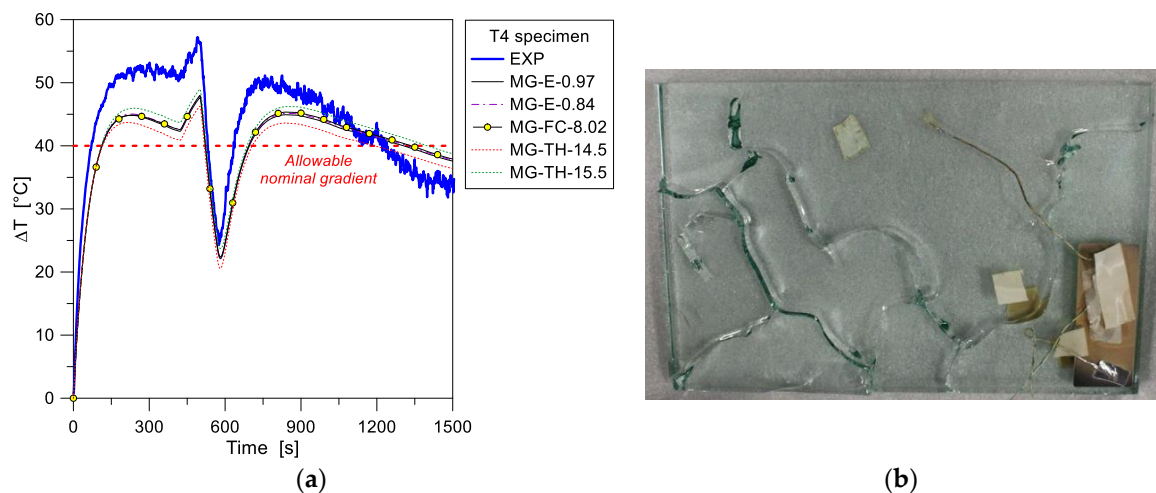 60
50
40
30
20
10
0
ΔT [°C]
0
300
600
900
1200
1500
Time [s]
Allowable
nominal gradient
T4 specimen
EXP
MG-E-0.97
MG-E-0.84
MG-FC-8.02
MG-TH-14.5
MG-TH-15.5
(a)
(b)